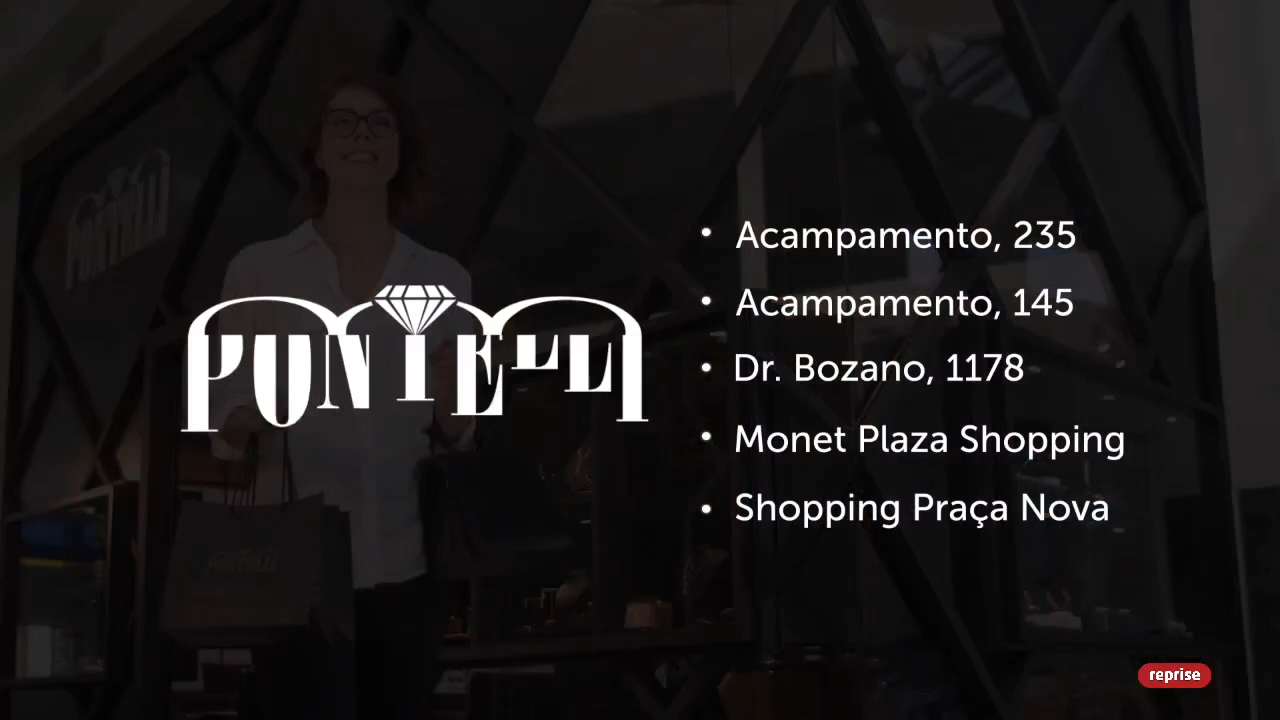 PONTELLI
Acampamento, 235
Acampamento, 145
Dr. Bozano, 1178
Monet Plaza Shopping
Shopping Praça Nova
reprise